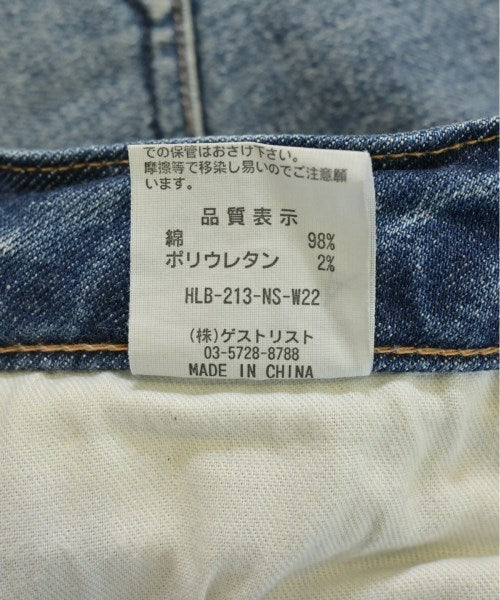 での保管はおさけ下さい。
摩擦等で移染し易いのでご注意願
います。
品質表示
綿 98%
ポリウレタン 2%
HLB-213-NS-W22
(株)ゲストリスト
03-5728-8788
MADE IN CHINA